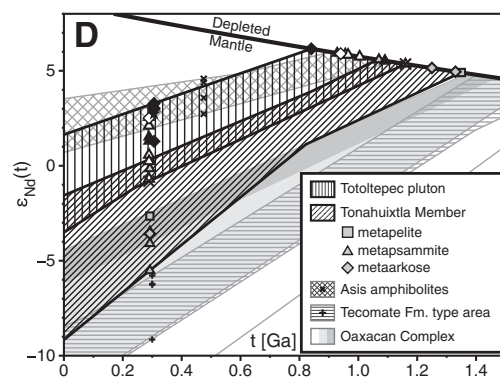 D
Depleted
Mantle
εNd(t)
5
0
−5
−10
0
0.2
0.4
0.6
0.8
1.0
1.2
1.4
t [Ga]
Totoltepec pluton
Tonahuixtla Member
metapelite
metapsammite
metaarkose
Asis amphibolites
Tecomate Fm. type area
Oaxacan Complex